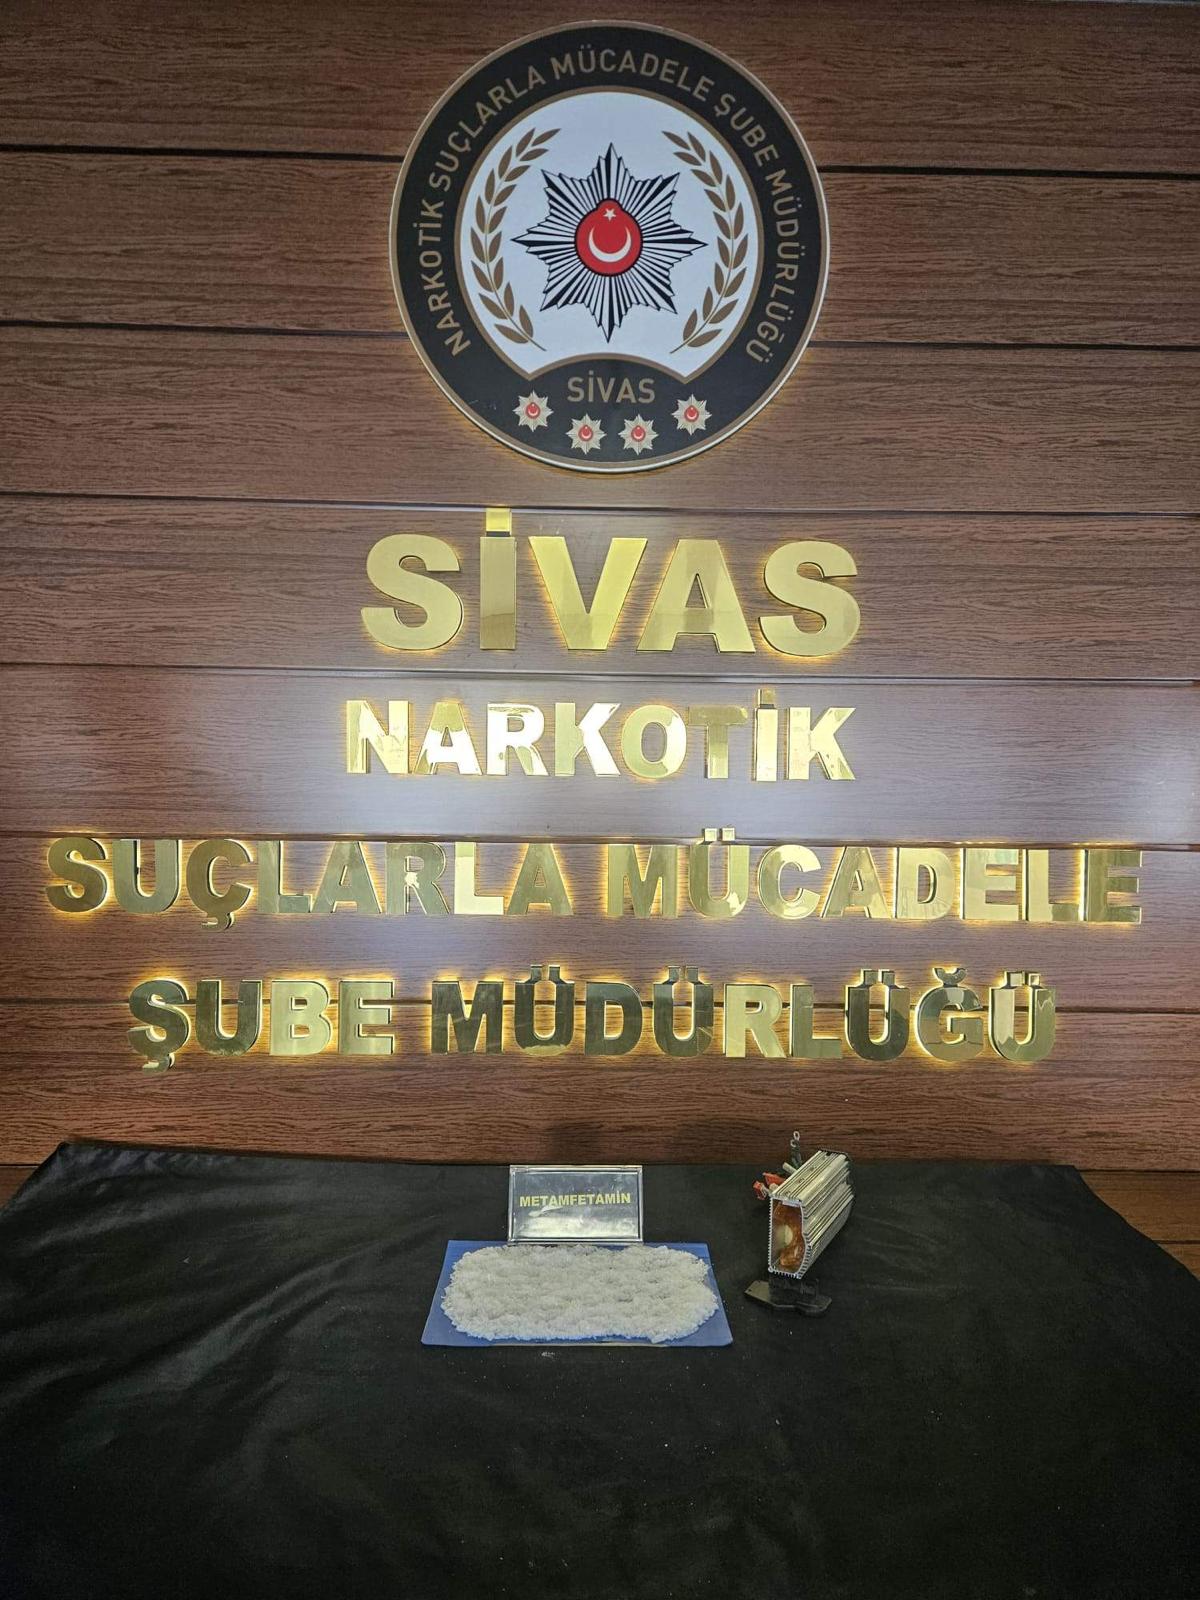 NARKOTİK SUÇLARLA MÜCADELE ŞUBE MÜDÜRLÜĞÜ
SİVAS
SİVAS
NARKOTİK
SUÇLARLA MÜCADELE
ŞUBE MÜDÜRLÜĞÜ
METAMFETAMİN